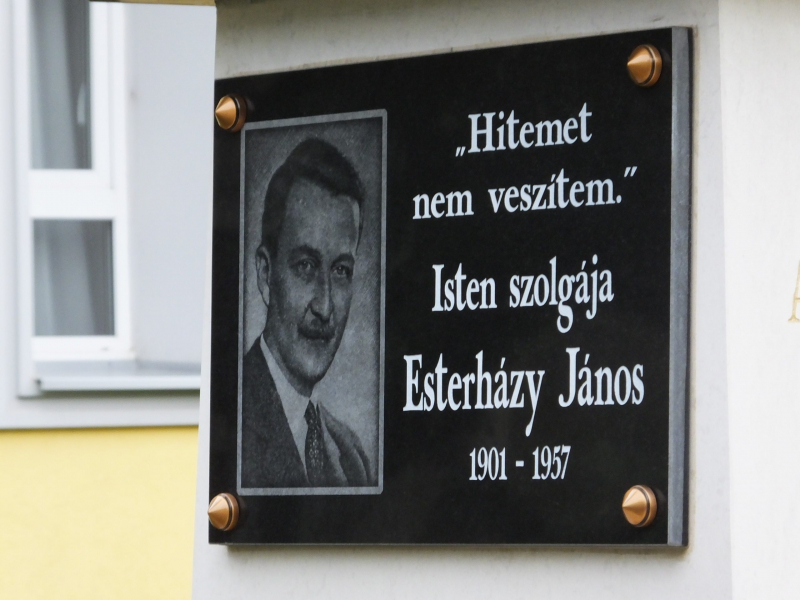 „Hitemet
nem veszítem.”
Isten szolgája
Esterházy János
1901 - 1957